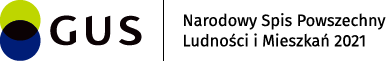 GUS
Narodowy Spis Powszechny
Ludności i Mieszkań 2021